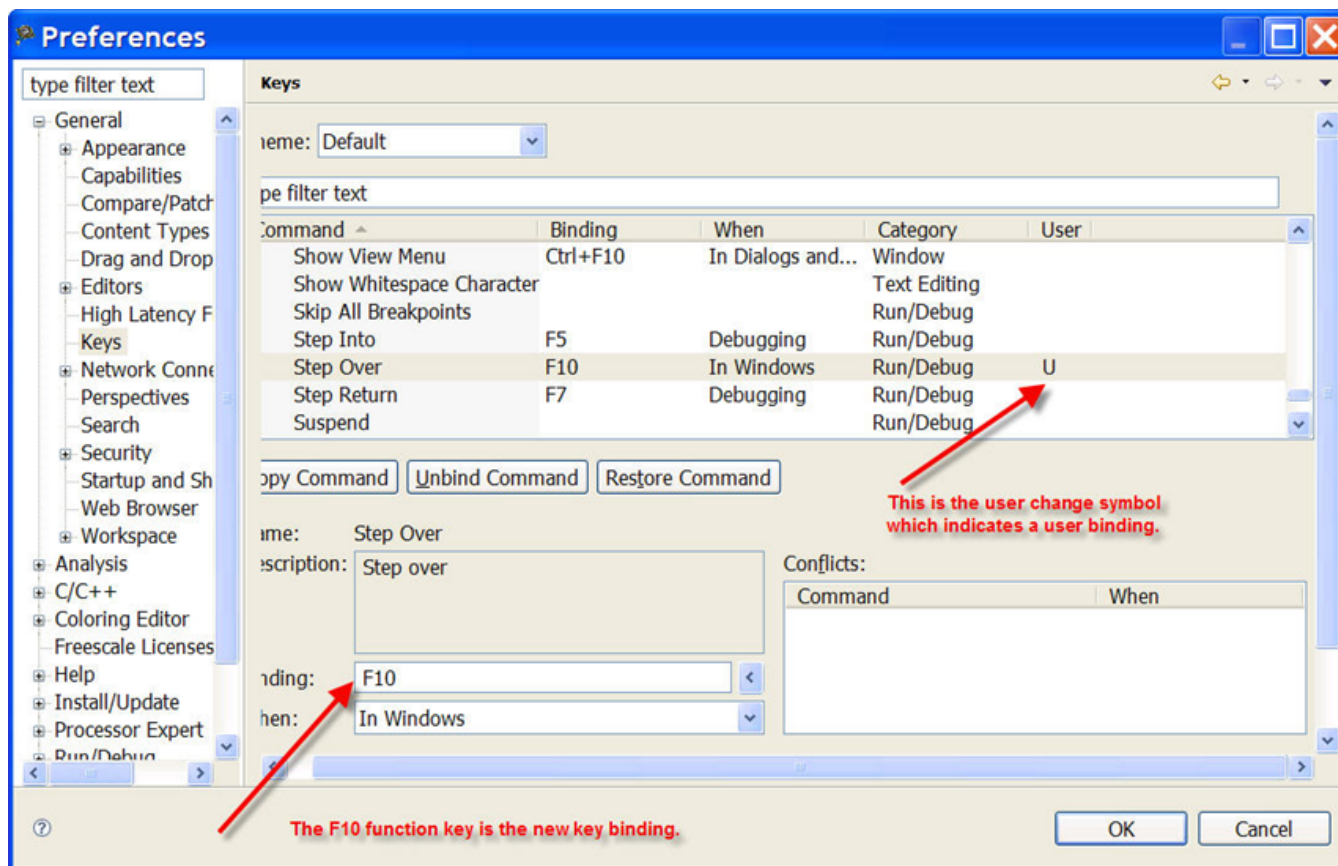 Preferences
type filter text
General
Appearance
Capabilities
Compare/Patch
Content Types
Drag and Drop
Editors
High Latency F
Keys
Network Conne
Perspectives
Search
Security
Startup and Sh
Web Browser
Workspace
Analysis
C/C++
Coloring Editor
Freescale Licenses
Help
Install/Update
Processor Expert
Run/Debug
Keys
heme: Default
pe filter text
Command Binding When Category User
Show View Menu Ctrl+F10 In Dialogs and... Window
Show Whitespace Character Text Editing
Skip All Breakpoints Run/Debug
Step Into F5 Debugging Run/Debug
Step Over F10 In Windows Run/Debug U
Step Return F7 Debugging Run/Debug
Suspend Run/Debug
opy Command Unbind Command Restore Command
This is the user change symbol
which indicates a user binding.
ame: Step Over
escription: Step over
Conflicts:
Command When
nding: F10
hen: In Windows
The F10 function key is the new key binding.
OK Cancel